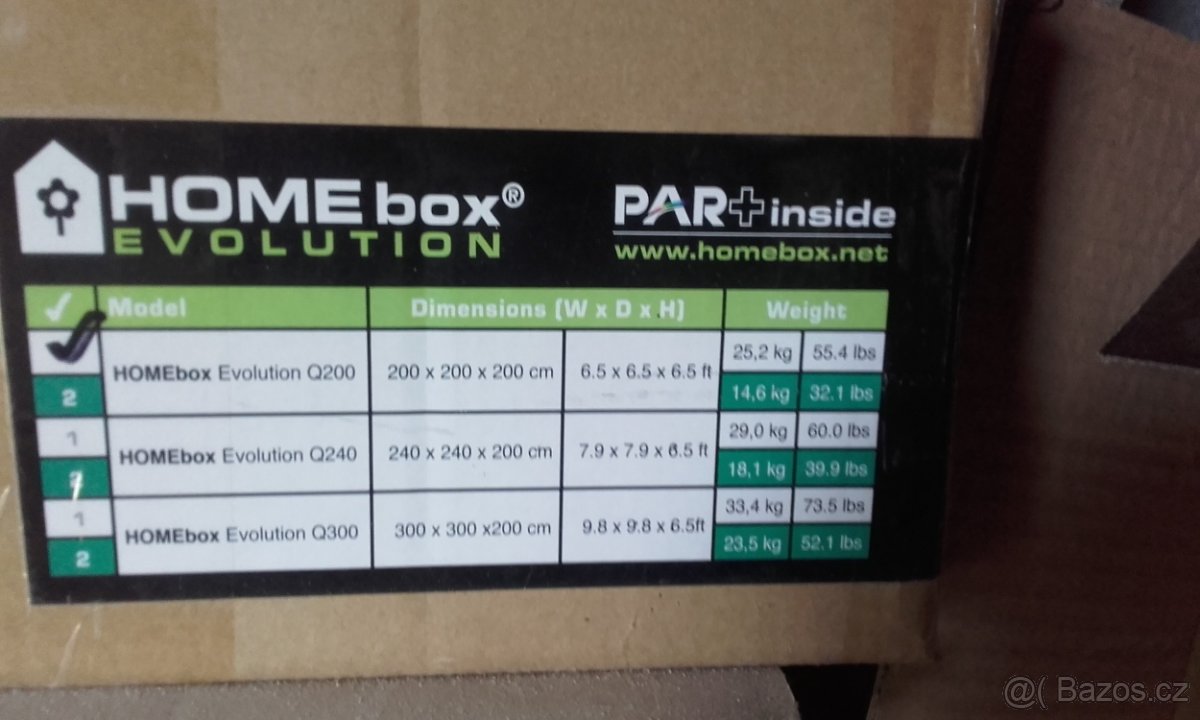 HOMEbox®
EVOLUTION
PAR+ inside
www.homebox.net
✓ Model Dimensions (W x D x H) Weight
HOMEbox Evolution Q200 200 x 200 x 200 cm 6.5 x 6.5 x 6.5 ft 25,2 kg 55.4 lbs
2 14,6 kg 32.1 lbs
1 HOMEbox Evolution Q240 240 x 240 x 200 cm 7.9 x 7.9 x 6.5 ft 29,0 kg 60.0 lbs
2 18,1 kg 39.9 lbs
1 HOMEbox Evolution Q300 300 x 300 x200 cm 9.8 x 9.8 x 6.5ft 33,4 kg 73.5 lbs
2 23,5 kg 52.1 lbs
@( Bazos.cz